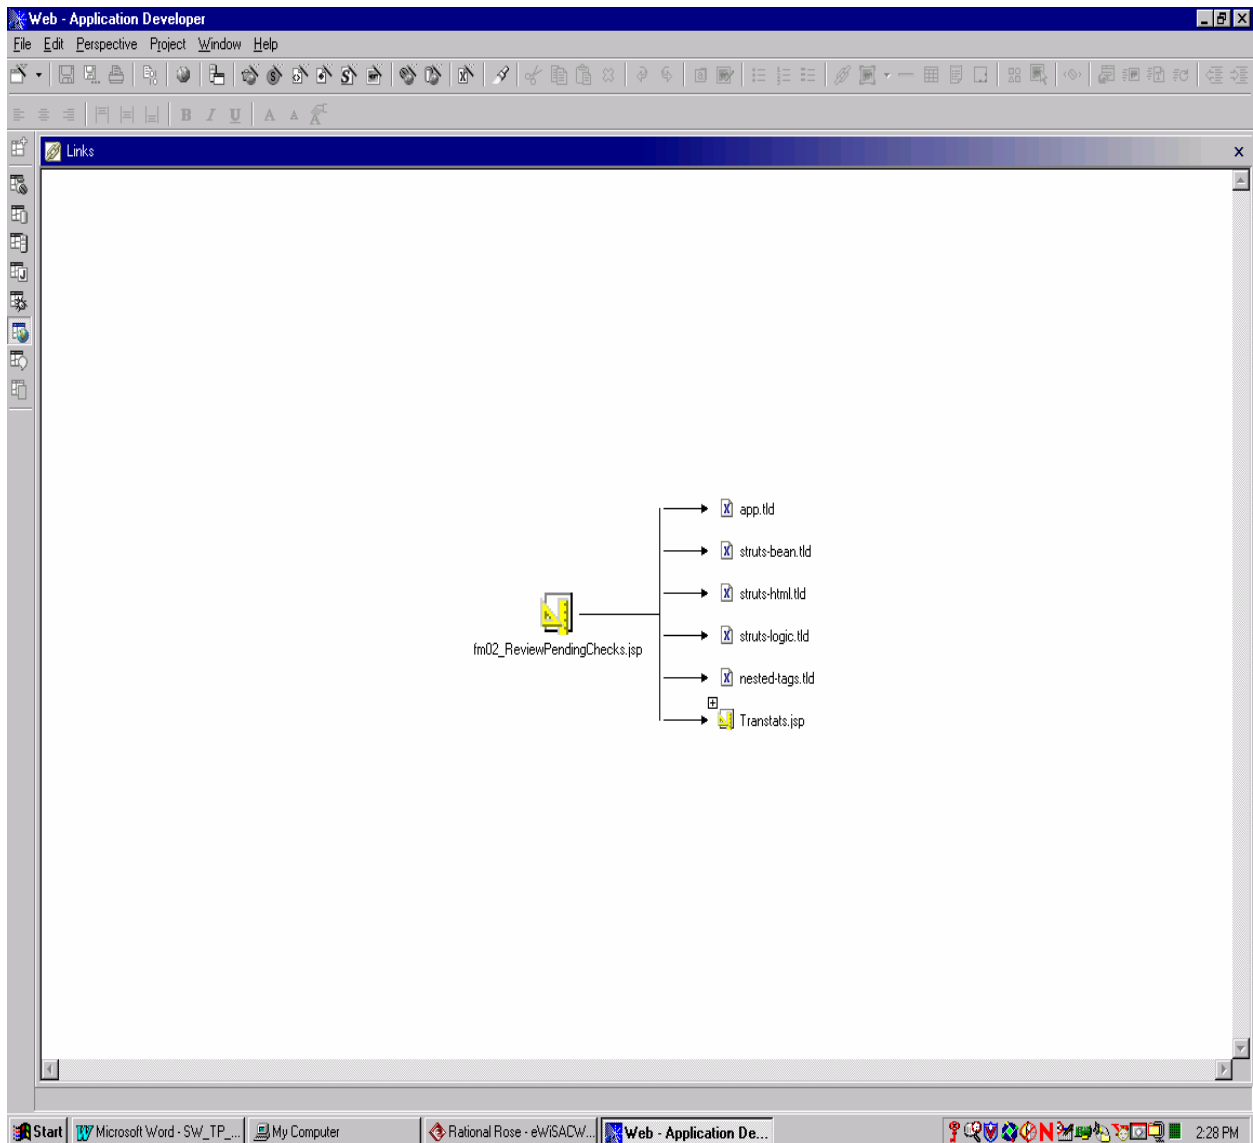 Web - Application Developer
File Edit Perspective Project Window Help
B I U A A A
Links
app.tld
struts-bean.tld
struts-html.tld
struts-logic.tld
fm02_ReviewPendingChecks.jsp
nested-tags.tld
Transtats.jsp
Start Microsoft Word - SW_TP_... My Computer Rational Rose - eWiSACW... Web - Application De... 2:28 PM